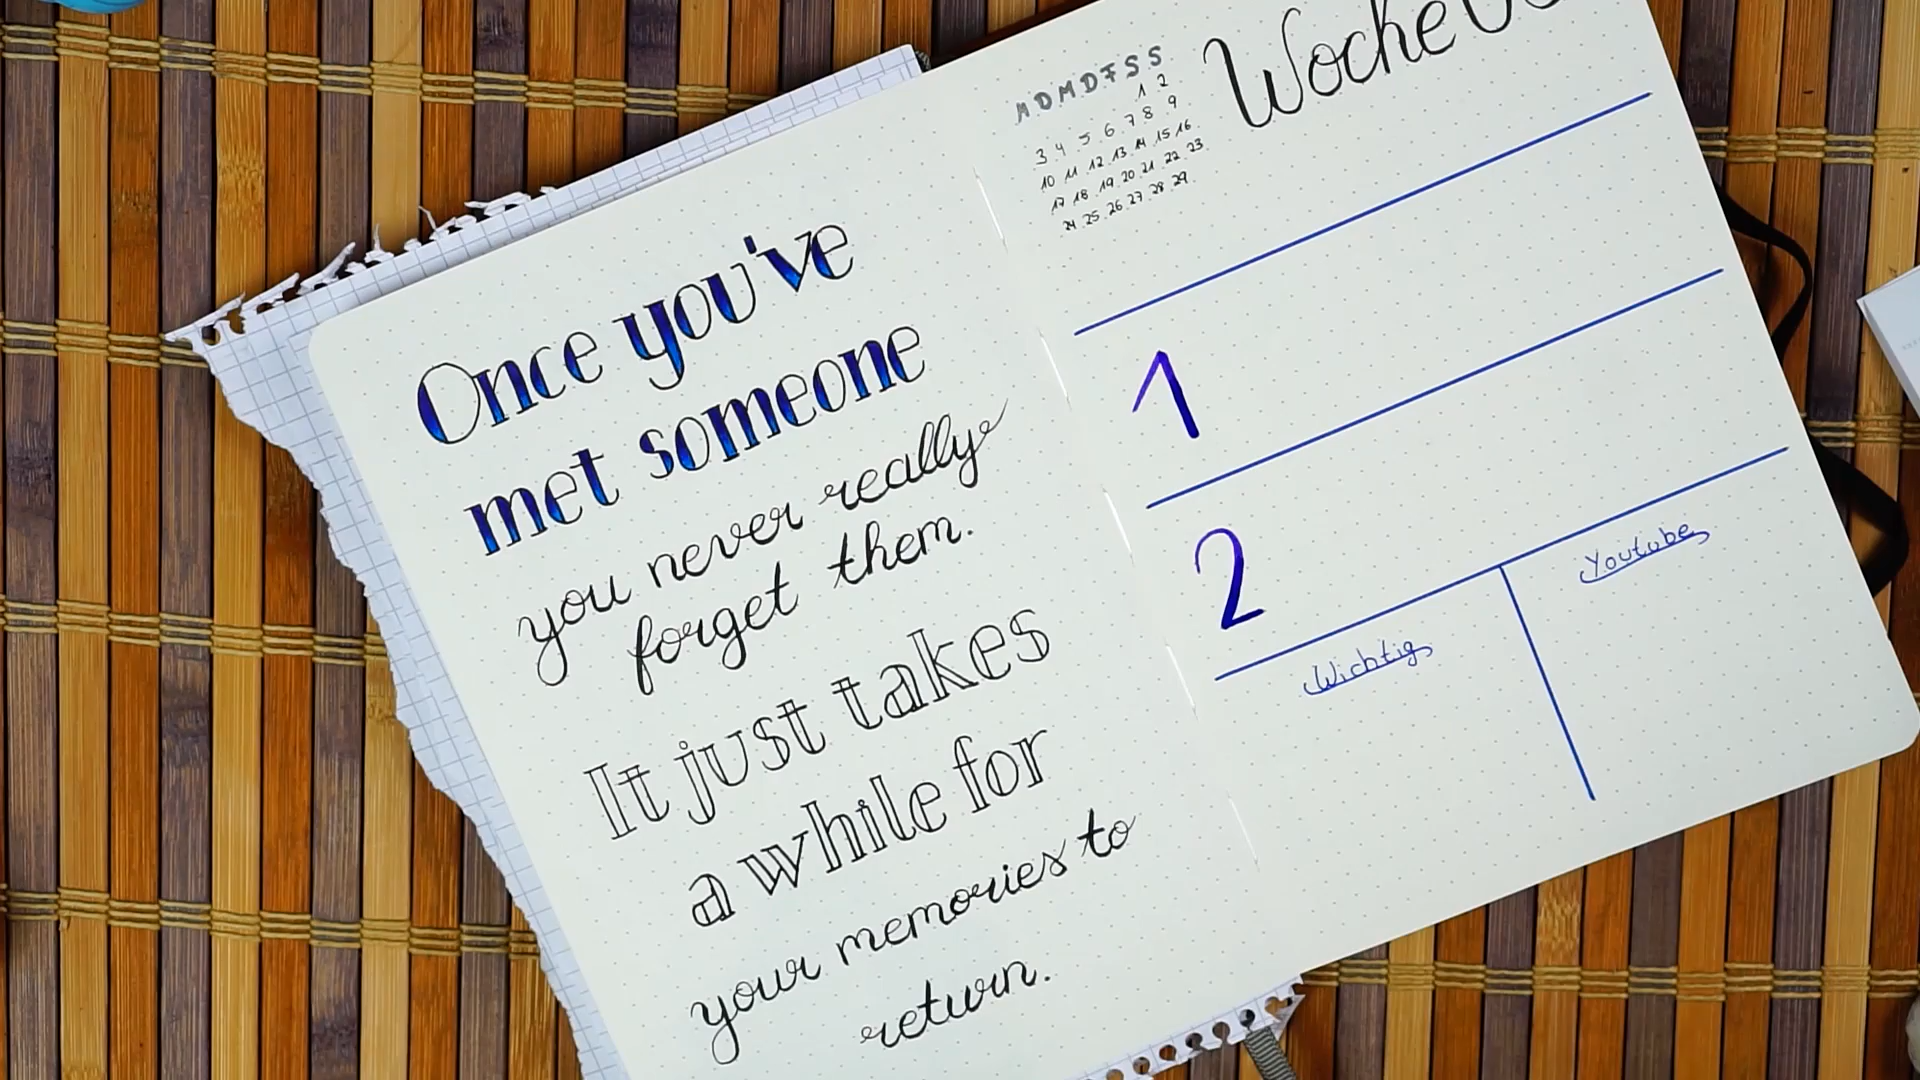 Once you've
met someone
you never really
forget them.
It just takes
a while for
your memories to
return.
M D M D F S S
1 2
3 4 5 6 7 8 9
10 11 12 13 14 15 16
17 18 19 20 21 22 23
24 25 26 27 28 29
Woche
1
2
Wichtig
Youtube